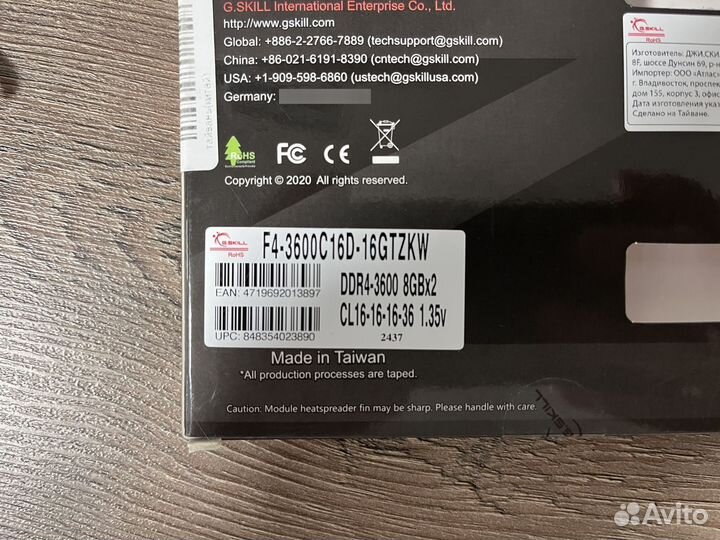 G.SKILL International Enterprise Co., Ltd.
http://www.gskill.com
Global: +886-2-2766-7889 (techsupport@gskill.com)
China: +86-021-6191-8390 (cntech@gskill.com)
USA: +1-909-598-6860 (ustech@gskillusa.com)
Germany:
RoHS
Compliant
FC CE
Copyright © 2020 All rights reserved.
G.SKILL
RoHS
Изготовитель: ДЖИ.СКИ
8F, шоссе Дунсин 69, р-н
Импортер: ООО «Атлас
г. Владивосток, проспек
дом 155, корпус 3, офис
Дата изготовления указ
Сделано на Тайване.
G.SKILL
RoHS
F4-3600C16D-16GTZKW
EAN: 4719692013897
DDR4-3600 8GBx2
CL16-16-16-36 1.35v
UPC: 848354023890
2437
Made in Taiwan
*All production processes are taped.
Caution: Module heatspreader fin may be sharp. Please handle with care.
G.SKILL
Avito